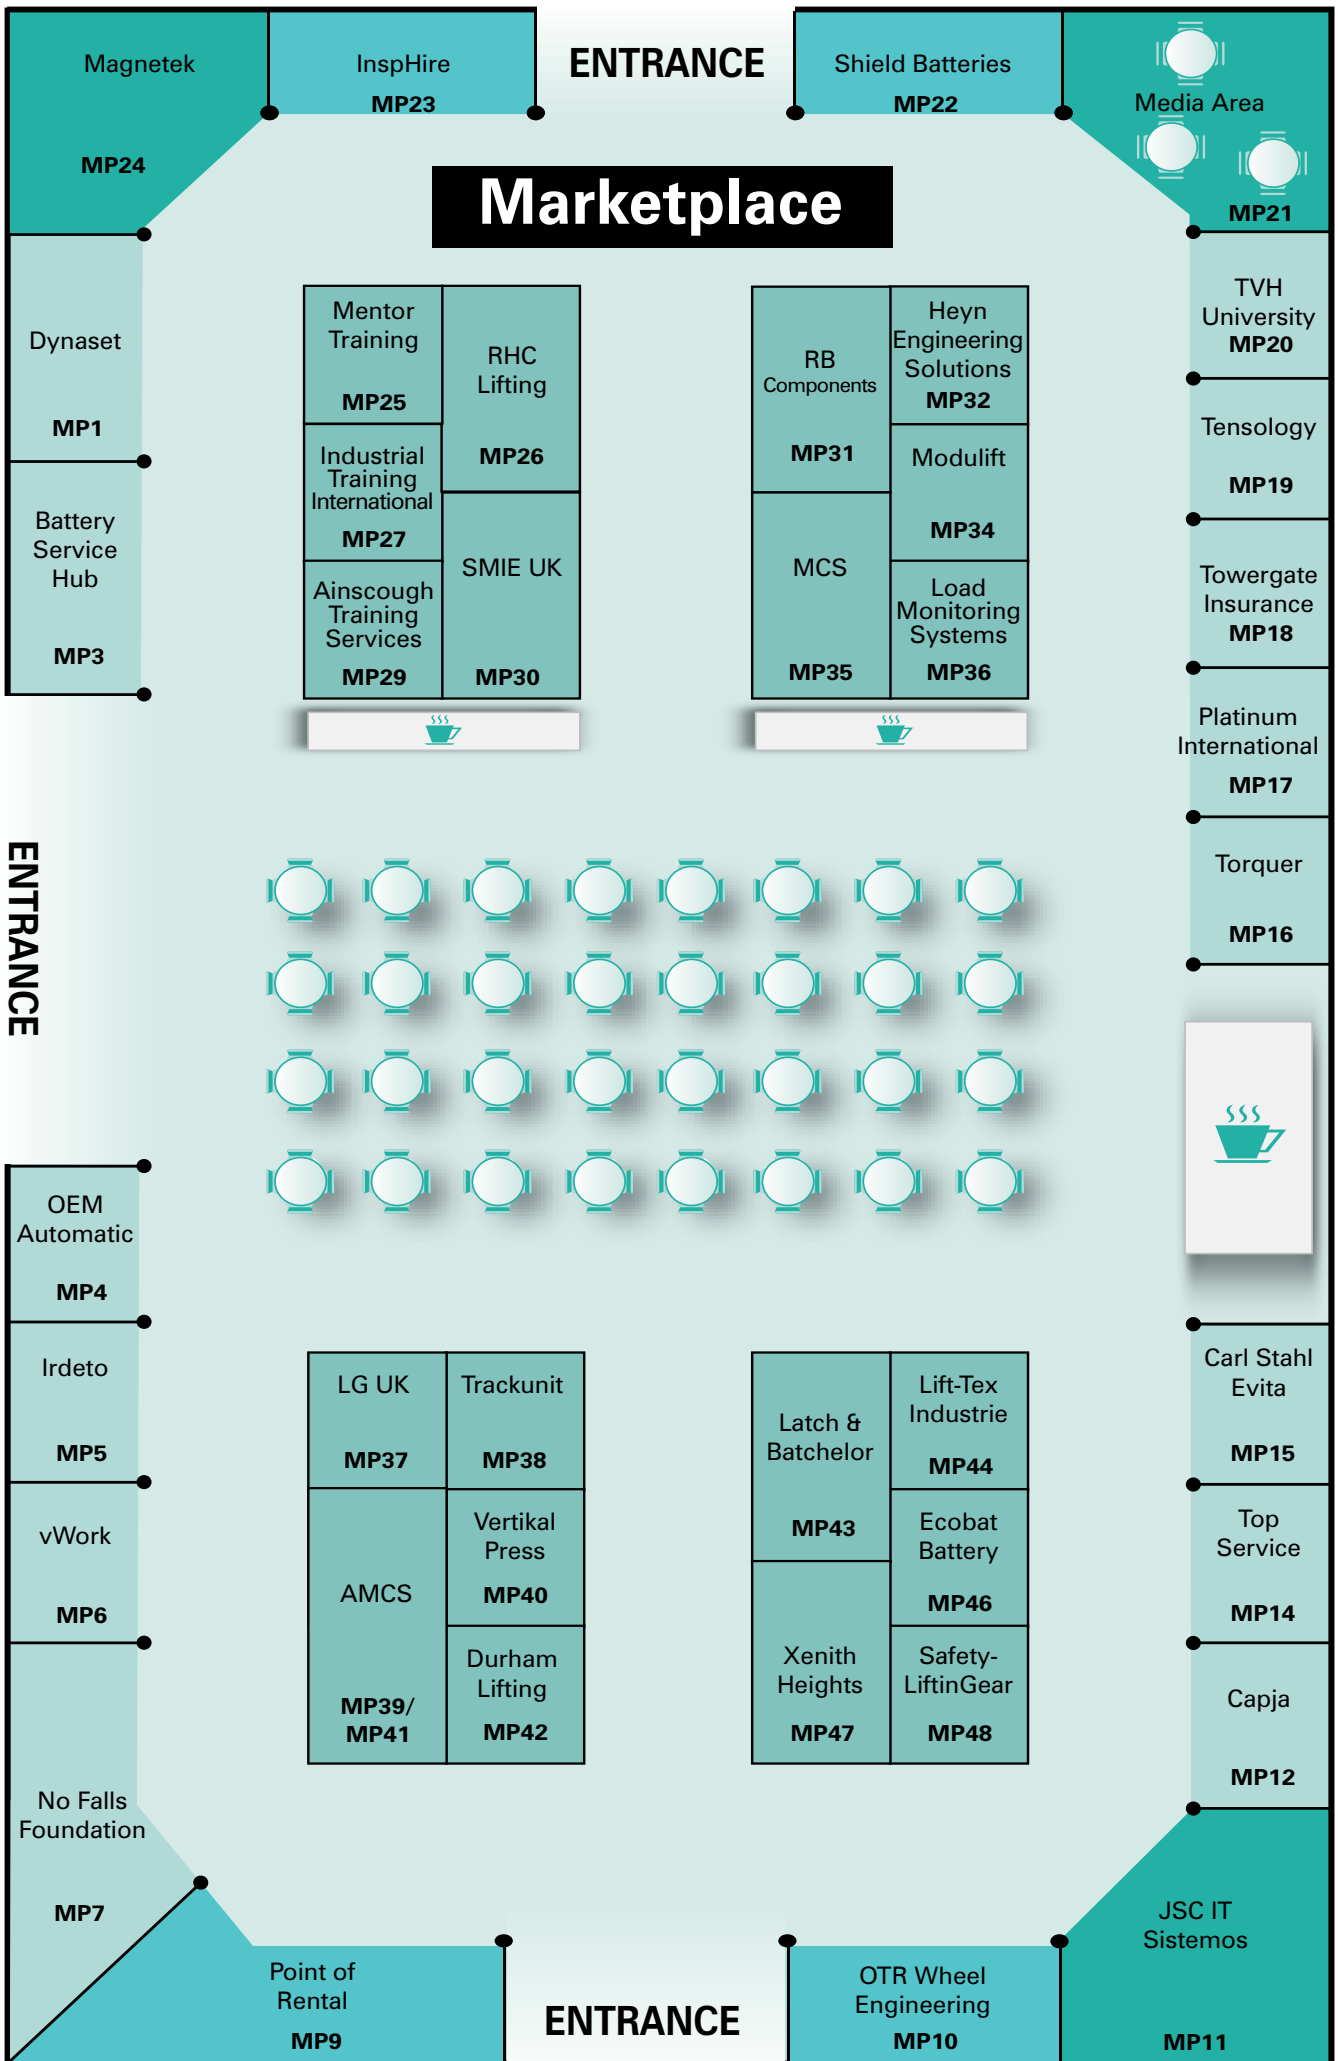 Magnetek
MP24
InspHire
MP23
ENTRANCE
Shield Batteries
MP22
Media Area
MP21
Marketplace
Dynaset
MP1
Battery
Service
Hub
MP3
Mentor
Training
MP25
RHC
Lifting
MP26
Industrial
Training
International
MP27
Ainscough
Training
Services
MP29
SMIE UK
MP30
RB
Components
MP31
Heyn
Engineering
Solutions
MP32
Modulift
MP34
MCS
MP35
Load
Monitoring
Systems
MP36
TVH
University
MP20
Tensology
MP19
Towergate
Insurance
MP18
Platinum
International
MP17
Torquer
MP16
ENTRANCE
OEM
Automatic
MP4
Irdeto
MP5
vWork
MP6
No Falls
Foundation
MP7
LG UK
MP37
Trackunit
MP38
AMCS
MP39/
MP41
Vertikal
Press
MP40
Durham
Lifting
MP42
Latch &
Batchelor
MP43
Lift-Tex
Industrie
MP44
Ecobat
Battery
MP46
Xenith
Heights
MP47
Safety-
LiftinGear
MP48
Carl Stahl
Evita
MP15
Top
Service
MP14
Capja
MP12
JSC IT
Sistemos
MP11
Point of
Rental
MP9
ENTRANCE
OTR Wheel
Engineering
MP10